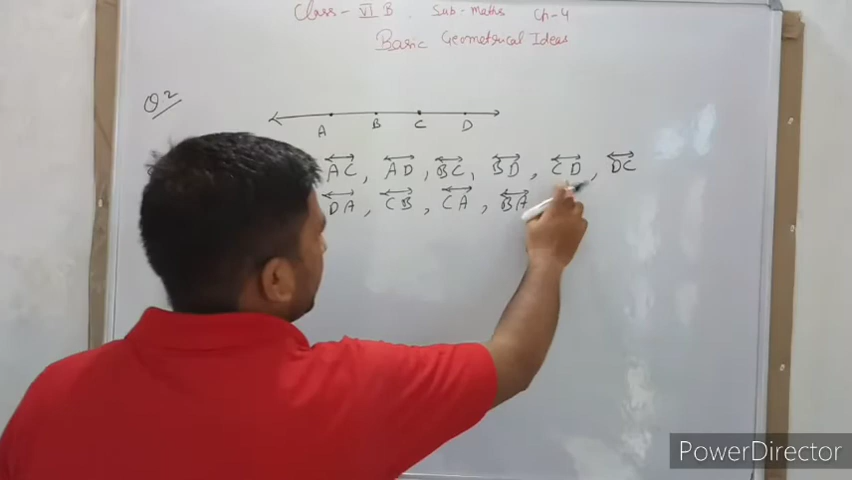 Class - VI B Sub - Maths Ch - 4
Basic Geometrical Ideas
Q2
A B C D
AC, AD, BC, BD, CD, DC
DA, CB, CA, BA
PowerDirector